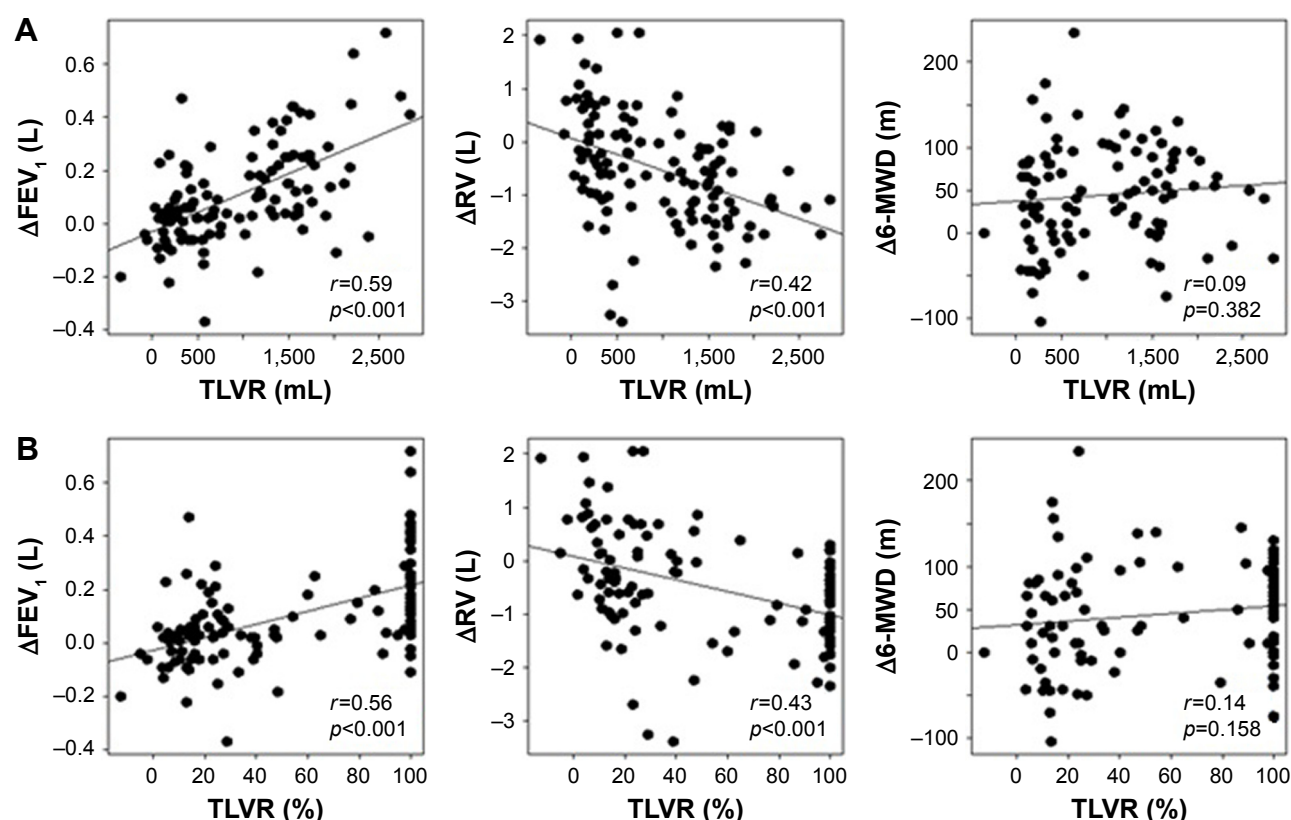 A
ΔFEV1 (L)
0.6
0.4
0.2
0.0
–0.2
–0.4
r=0.59
p<0.001
0 500 1,500 2,500
TLVR (mL)
ΔRV (L)
2
1
0
–1
–2
–3
r=0.42
p<0.001
0 500 1,500 2,500
TLVR (mL)
Δ6-MWD (m)
200
100
50
0
–100
r=0.09
p=0.382
0 500 1,500 2,500
TLVR (mL)
B
ΔFEV1 (L)
0.6
0.4
0.2
0.0
–0.2
–0.4
r=0.56
p<0.001
0 20 40 60 80 100
TLVR (%)
ΔRV (L)
2
1
0
–1
–2
–3
r=0.43
p<0.001
0 20 40 60 80 100
TLVR (%)
Δ6-MWD (m)
200
100
50
0
–100
r=0.14
p=0.158
0 20 40 60 80 100
TLVR (%)